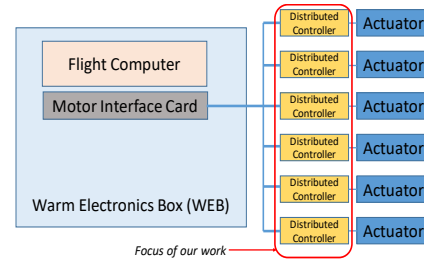 Distributed
Controller
Actuator
Flight Computer
Distributed
Controller
Actuator
Motor Interface Card
Distributed
Controller
Actuator
Distributed
Controller
Actuator
Warm Electronics Box (WEB)
Distributed
Controller
Actuator
Distributed
Controller
Actuator
Focus of our work